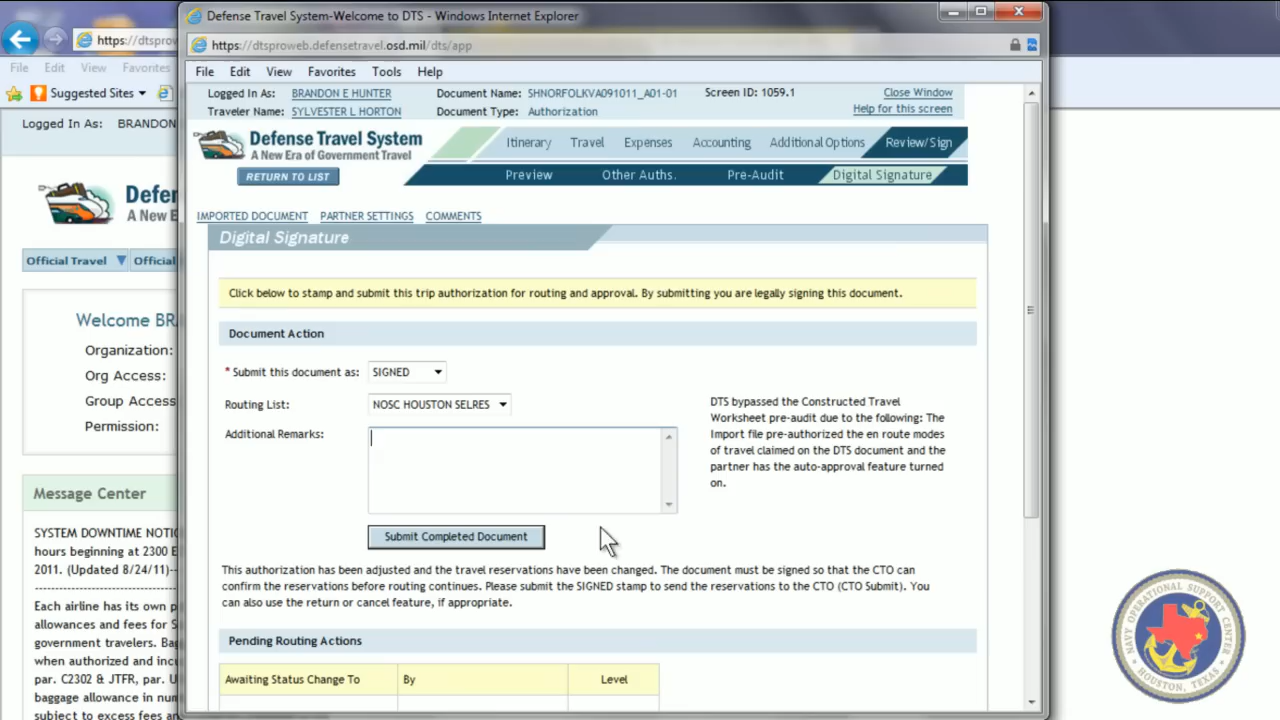 Defense Travel System-Welcome to DTS - Windows Internet Explorer
https://dtsprow
https://dtsproweb.defensetravel.osd.mil/dts/app
File Edit View Favorites
File Edit View Favorites Tools Help
Suggested Sites
Logged In As: BRANDON
Logged In As: BRANDON E HUNTER Document Name: SHNORFOLKVA091011_A01-01 Screen ID: 1059.1 Close Window
Traveler Name: SYLVESTER L HORTON Document Type: Authorization Help for this screen
Defense Travel System
A New Era of Government Travel
Itinerary Travel Expenses Accounting Additional Options Review/Sign
RETURN TO LIST
Preview Other Auths. Pre-Audit Digital Signature
Defer
A New E
IMPORTED DOCUMENT PARTNER SETTINGS COMMENTS
Digital Signature
Official Travel Official
Click below to stamp and submit this trip authorization for routing and approval. By submitting you are legally signing this document.
Welcome BRA
Organization:
Org Access:
Group Access
Permission:
Document Action
* Submit this document as: SIGNED
Routing List: NOSC HOUSTON SELRES
Additional Remarks:
DTS bypassed the Constructed Travel
Worksheet pre-audit due to the following: The
Import file pre-authorized the en route modes
of travel claimed on the DTS document and the
partner has the auto-approval feature turned
on.
Submit Completed Document
This authorization has been adjusted and the travel reservations have been changed. The document must be signed so that the CTO can
confirm the reservations before routing continues. Please submit the SIGNED stamp to send the reservations to the CTO (CTO Submit). You
can also use the return or cancel feature, if appropriate.
Pending Routing Actions
Awaiting Status Change To By Level
Message Center
SYSTEM DOWNTIME NOTIC
hours beginning at 2300 E
2011. (Updated 8/24/11)--
Each airline has its own p
allowances and fees for S
government travelers. Bag
when authorized and incu
par. C2302 & JTFR, par. U
baggage allowance in num
subject to excess fees an
NAVY OPERATIONAL SUPPORT CENTER
HOUSTON, TEXAS